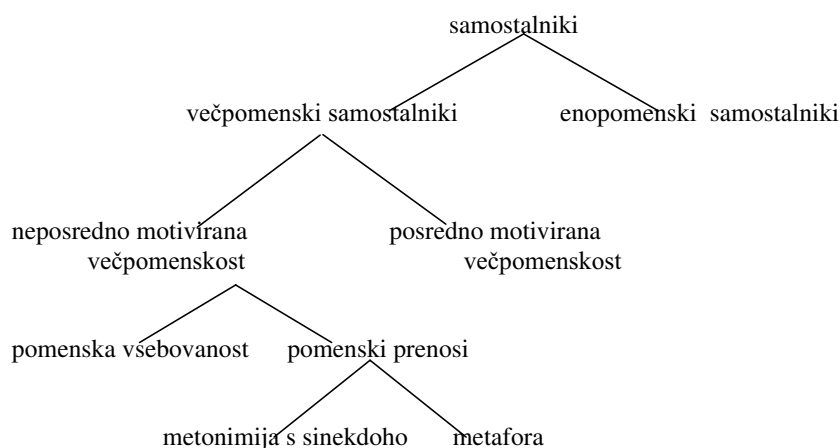 samostalniki
večpomenski samostalniki enopomenski samostalniki
neposredno motivirana posredno motivirana
večpomenskost večpomenskost
pomenska vsebovanost pomenski prenosi
metonimija s sinekdoho metafora